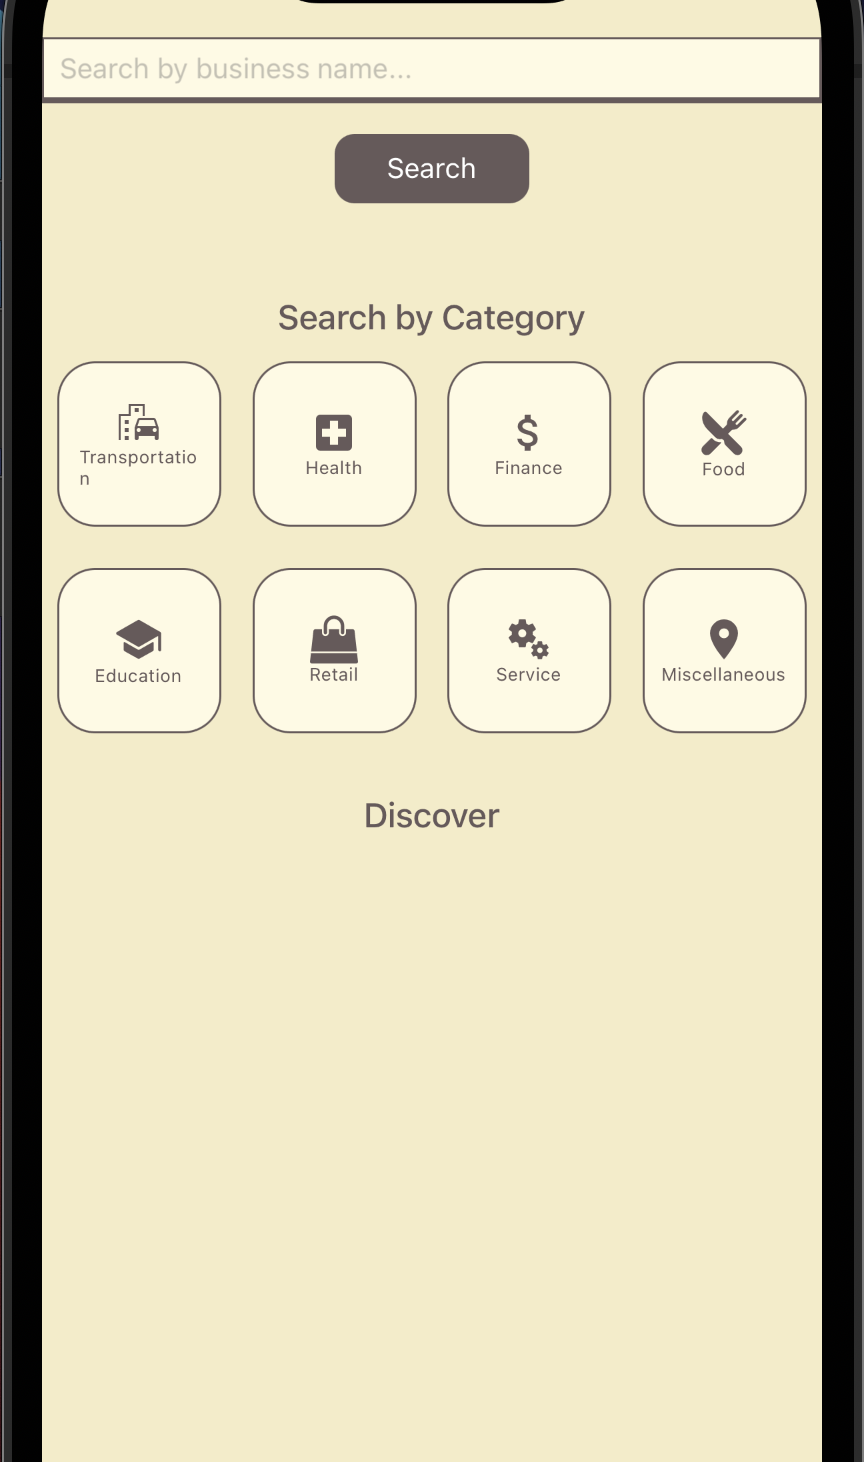 Search by business name...
Search
Search by Category
Transportatio
n
Health
Finance
Food
Education
Retail
Service
Miscellaneous
Discover